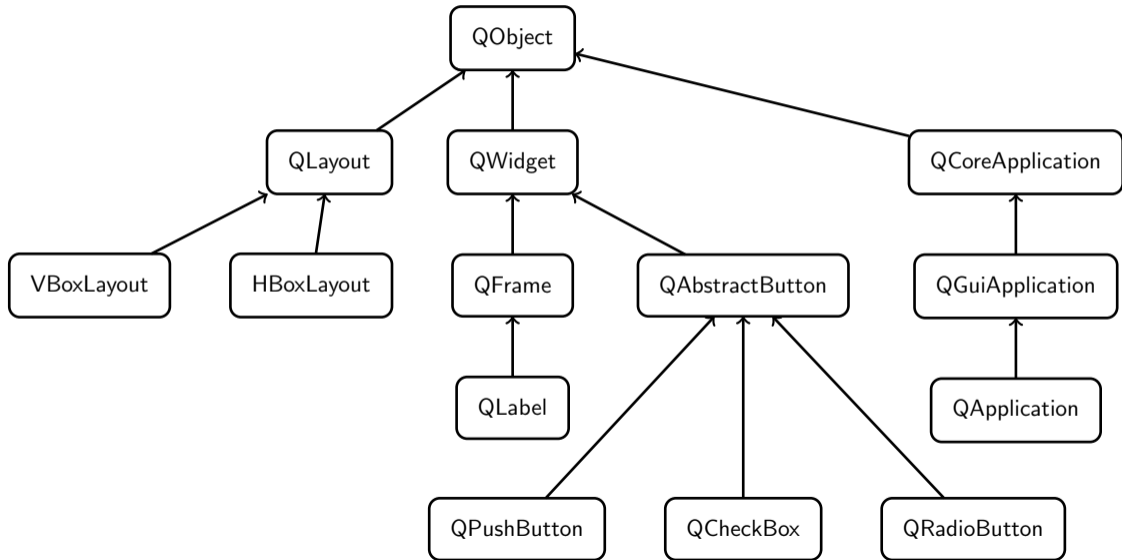 QObject
QLayout
QWidget
QCoreApplication
VBoxLayout
HBoxLayout
QFrame
QAbstractButton
QGuiApplication
QLabel
QApplication
QPushButton
QCheckBox
QRadioButton